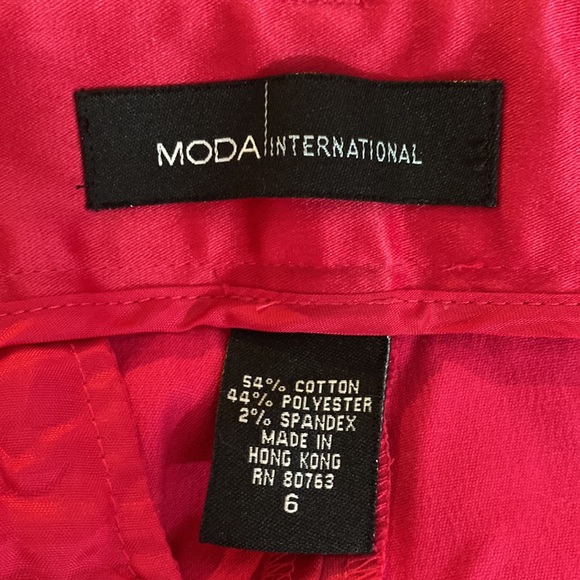 MODA INTERNATIONAL
54% COTTON
44% POLYESTER
2% SPANDEX
MADE IN
HONG KONG
RN 80763
6